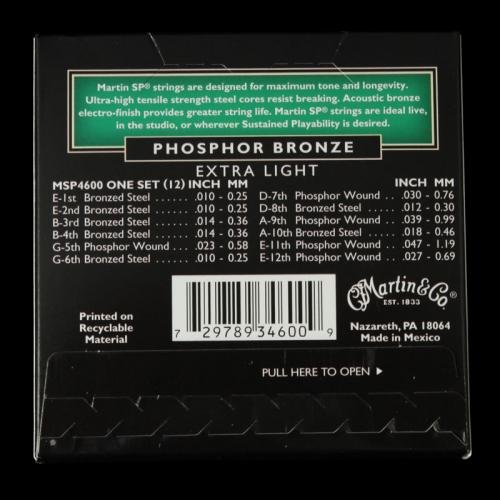 Martin SP® strings are designed for maximum tone and longevity.
Ultra-high tensile strength steel cores resist breaking. Acoustic bronze
electro-finish provides greater string life. Martin SP® strings are ideal live,
in the studio, or wherever Sustained Playability is desired.
PHOSPHOR BRONZE
EXTRA LIGHT
MSP4600 ONE SET (12) INCH MM
E-1st Bronzed Steel ...... .010 - 0.25
E-2nd Bronzed Steel ..... .010 - 0.25
B-3rd Bronzed Steel ...... .014 - 0.36
B-4th Bronzed Steel ...... .014 - 0.36
G-5th Phosphor Wound ... .023 - 0.58
G-6th Bronzed Steel ...... .010 - 0.25
INCH MM
D-7th Phosphor Wound .. .030 - 0.76
D-8th Bronzed Steel ..... .012 - 0.30
A-9th Phosphor Wound ... .039 - 0.99
A-10th Bronzed Steel ..... .018 - 0.46
E-11th Phosphor Wound .. .047 - 1.19
E-12th Phosphor Wound .. .027 - 0.69
Printed on
Recyclable
Material
7 29789 34600 9
C.F. Martin & Co.®
EST. 1833
Nazareth, PA 18064
Made in Mexico
PULL HERE TO OPEN ▶